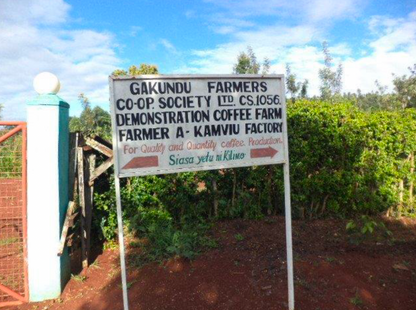 GAKUNDU FARMERS
CO-OP. SOCIETY LTD. CS.1056.
DEMONSTRATION COFFEE FARM
FARMER A - KAMVIU FACTORY
For Quality and Quantity coffee Production
Siasa yetu ni Kilimo